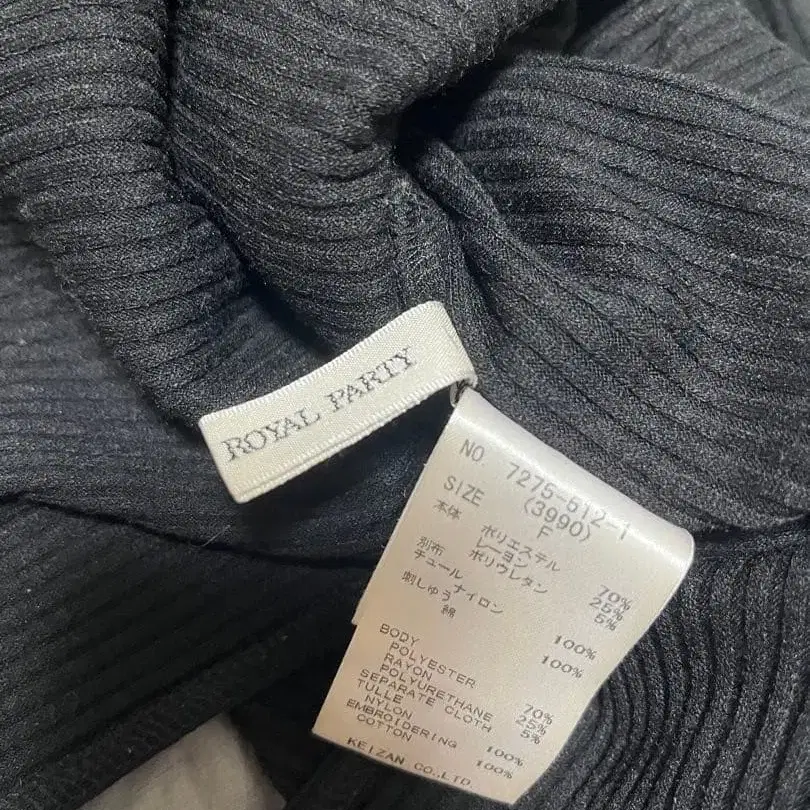 ROYAL PARTY
NO. 7275-612-1
(3990)
SIZE F
本体 ポリエステル 70%
レーヨン 25%
ポリウレタン 5%
別布
チュール ナイロン 100%
刺しゅう 綿 100%
BODY
POLYESTER 70%
RAYON 25%
POLYURETHANE 5%
SEPARATE CLOTH
TULLE
NYLON 100%
EMBROIDERING
COTTON 100%
KEIZAN CO.,LTD.